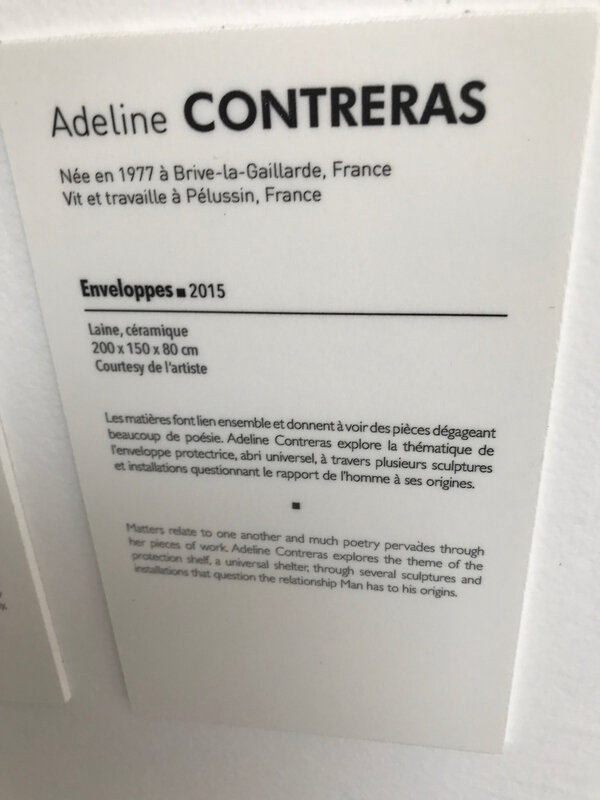 Adeline CONTRERAS
Née en 1977 à Brive-la-Gaillarde, France
Vit et travaille à Pélussin, France
Enveloppes ■ 2015
Laine, céramique
200 x 150 x 80 cm
Courtesy de l'artiste
Les matières font lien ensemble et donnent à voir des pièces dégageant
beaucoup de poésie. Adeline Contreras explore la thématique de
l'enveloppe protectrice, abri universel, à travers plusieurs sculptures
et installations questionnant le rapport de l'homme à ses origines.
■
Matters relate to one another and much poetry pervades through
her pieces of work. Adeline Contreras explores the theme of the
protection shelf, a universal shelter, through several sculptures and
installations that question the relationship Man has to his origins.